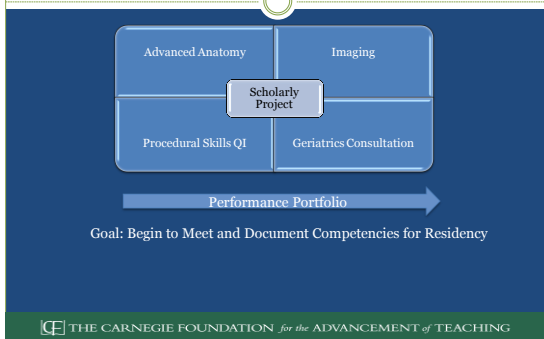 Advanced Anatomy
Imaging
Scholarly
Project
Procedural Skills QI
Geriatrics Consultation
Performance Portfolio
Goal: Begin to Meet and Document Competencies for Residency
CF THE CARNEGIE FOUNDATION for the ADVANCEMENT of TEACHING